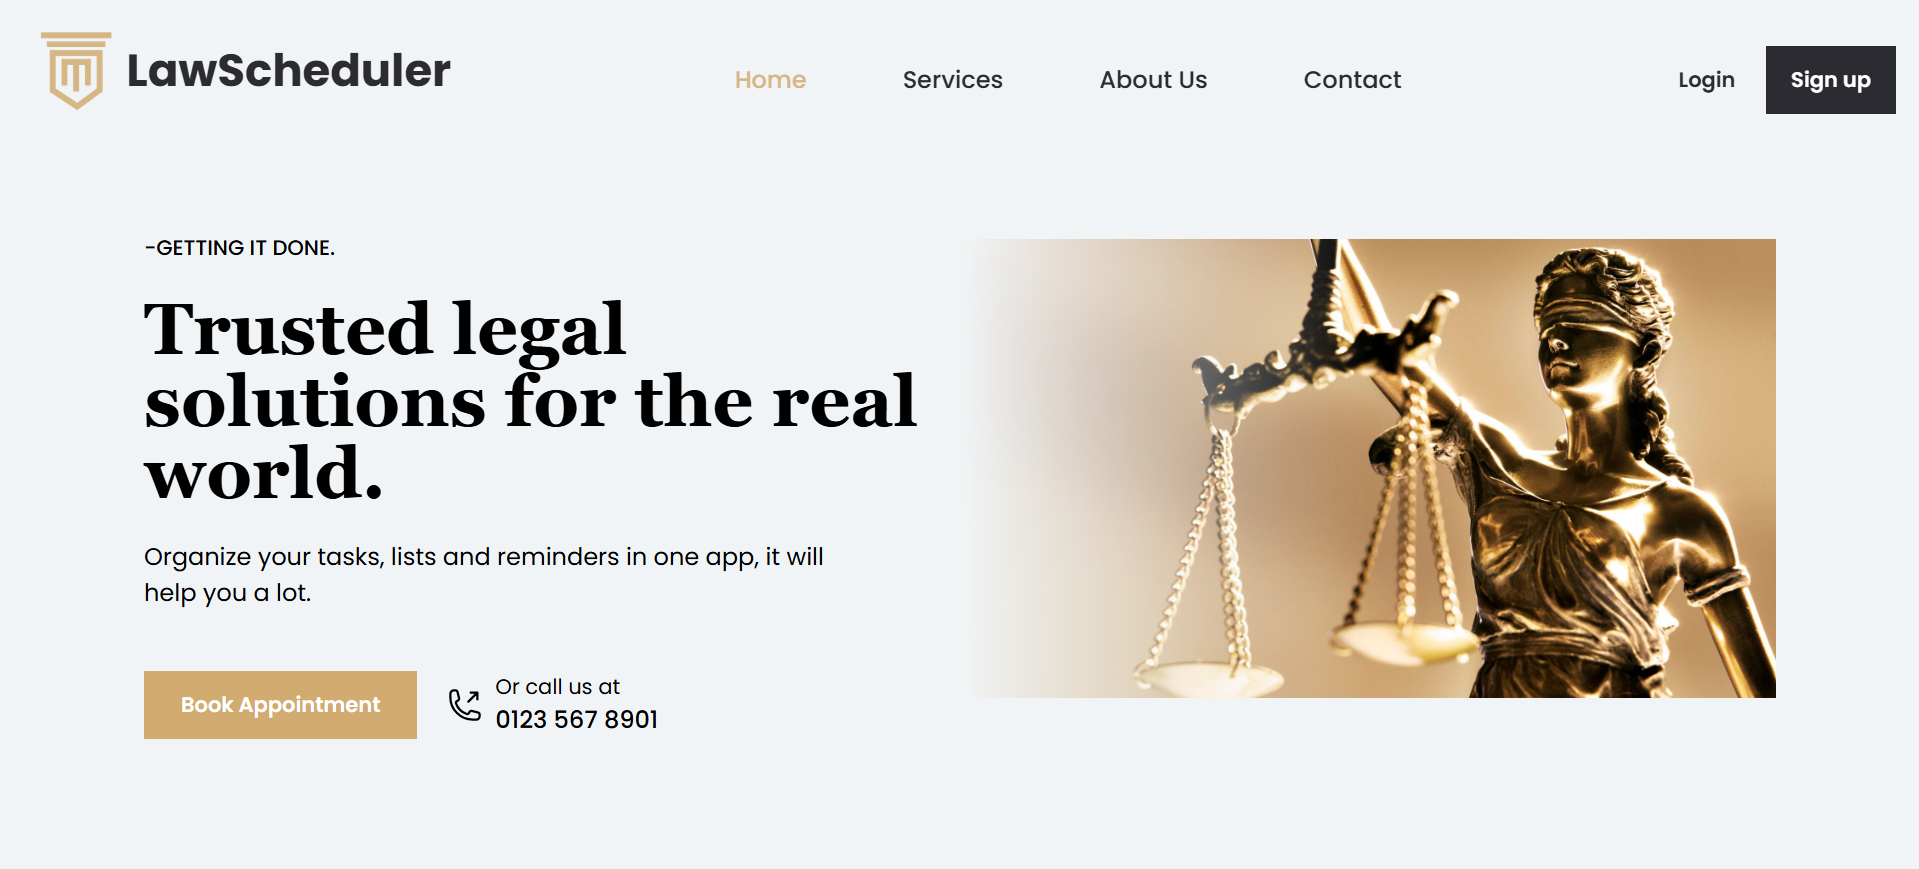 LawScheduler
Home
Services
About Us
Contact
Login
Sign up
-GETTING IT DONE.
Trusted legal
solutions for the real
world.
Organize your tasks, lists and reminders in one app, it will
help you a lot.
Book Appointment
Or call us at
0123 567 8901